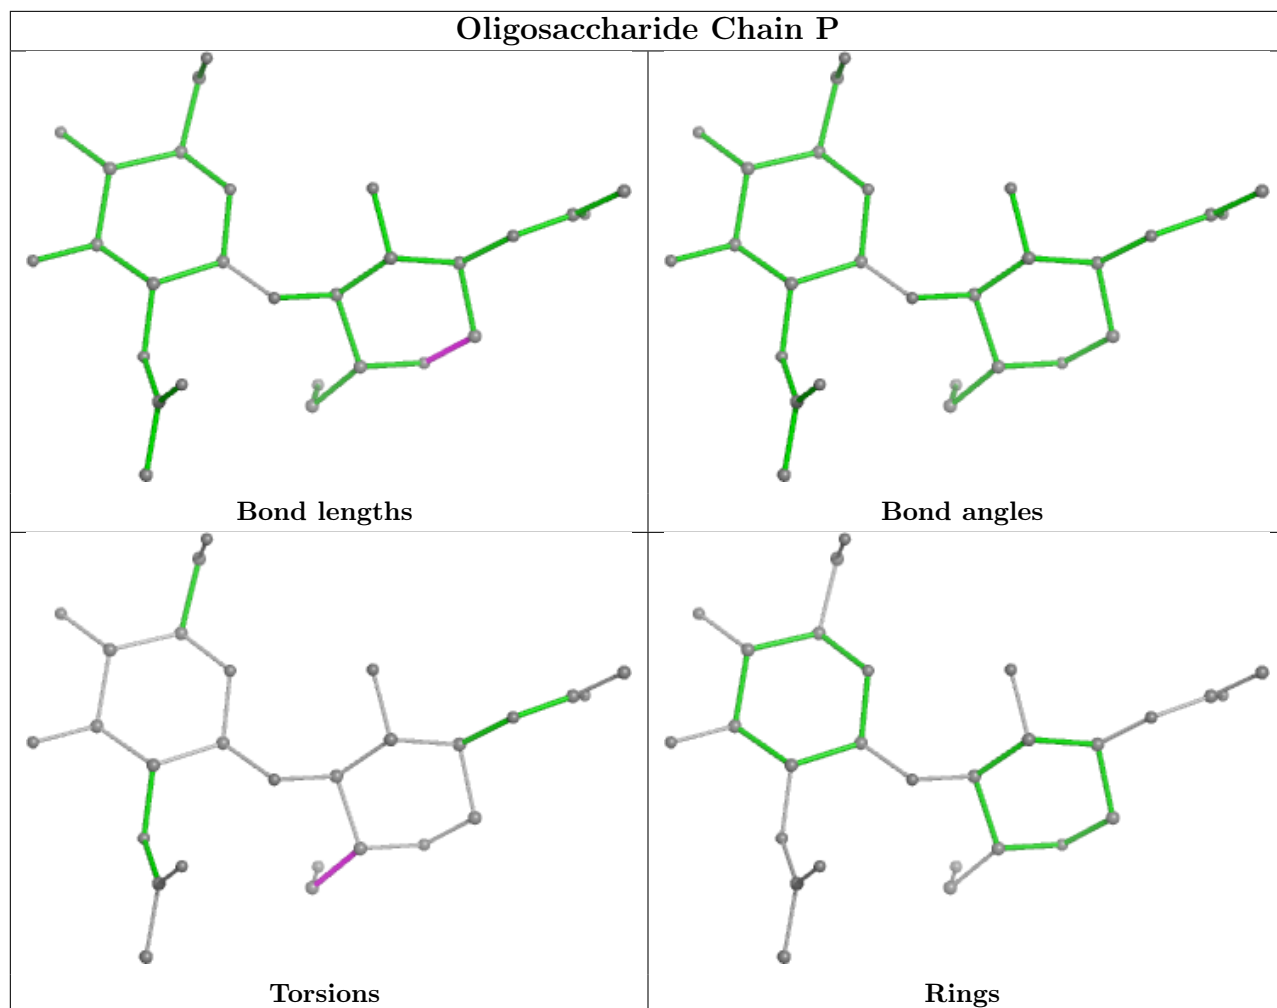 Oligosaccharide Chain P
Bond lengths
Bond angles
Torsions
Rings